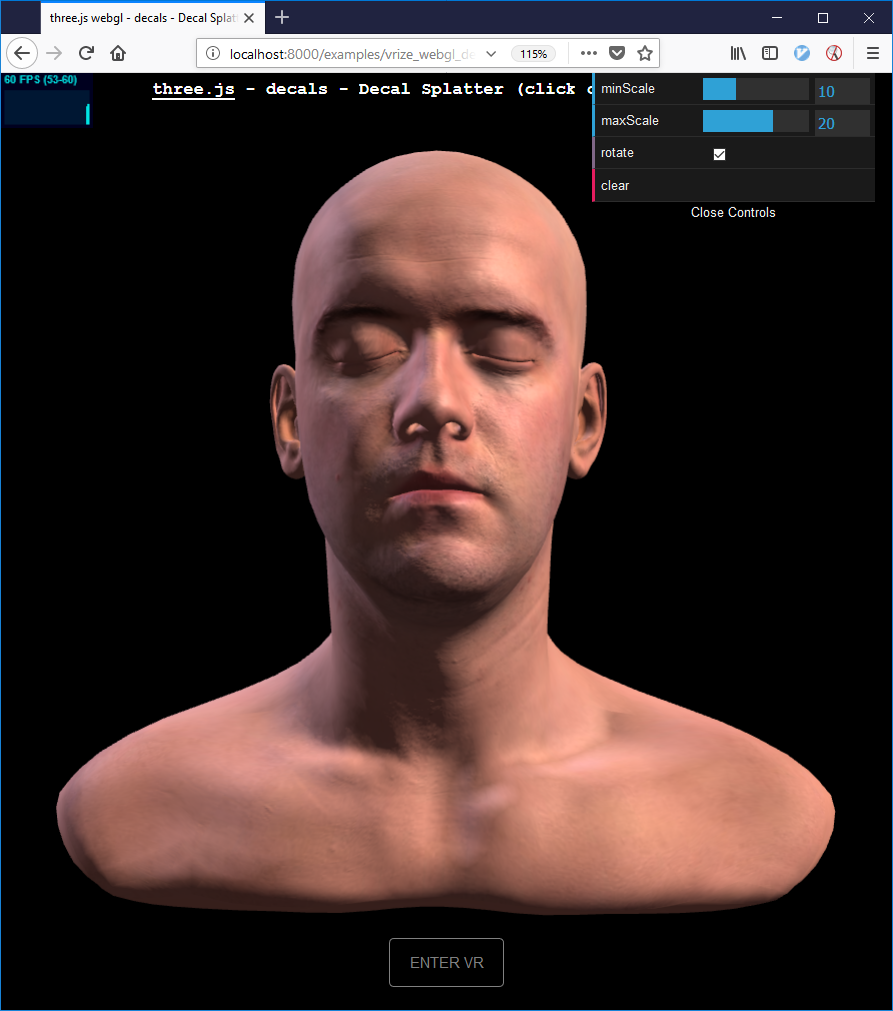 three.js webgl - decals - Decal Splatt
localhost:8000/examples/vrize_webgl_de
115%
60 FPS (53-60)
three.js - decals - Decal Splatter (click
minScale 10
maxScale 20
rotate
clear
Close Controls
ENTER VR